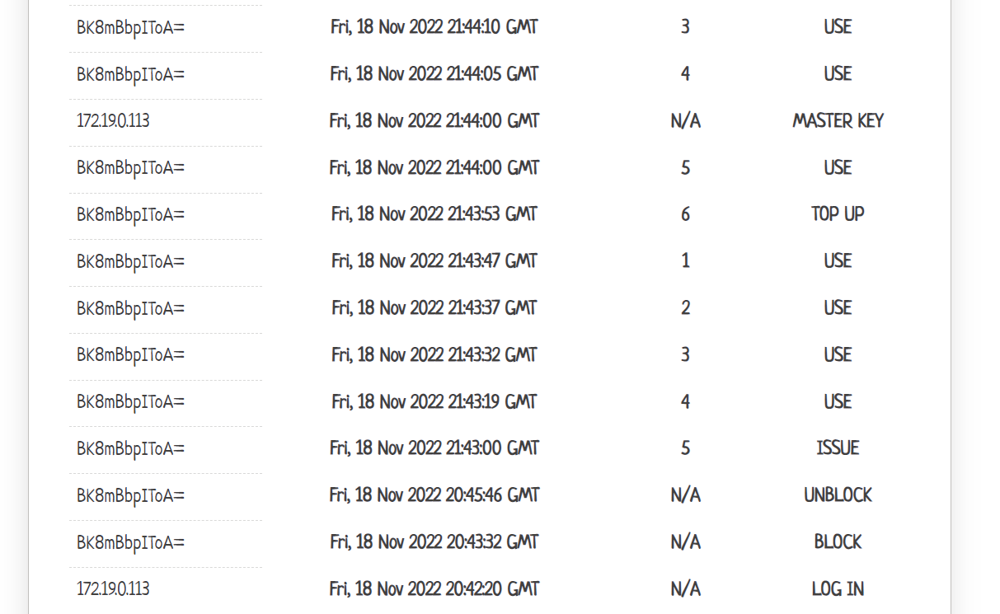 BK8mBbpIToA= Fri, 18 Nov 2022 21:44:10 GMT 3 USE
BK8mBbpIToA= Fri, 18 Nov 2022 21:44:05 GMT 4 USE
172.19.0.113 Fri, 18 Nov 2022 21:44:00 GMT N/A MASTER KEY
BK8mBbpIToA= Fri, 18 Nov 2022 21:44:00 GMT 5 USE
BK8mBbpIToA= Fri, 18 Nov 2022 21:43:53 GMT 6 TOP UP
BK8mBbpIToA= Fri, 18 Nov 2022 21:43:47 GMT 1 USE
BK8mBbpIToA= Fri, 18 Nov 2022 21:43:37 GMT 2 USE
BK8mBbpIToA= Fri, 18 Nov 2022 21:43:32 GMT 3 USE
BK8mBbpIToA= Fri, 18 Nov 2022 21:43:19 GMT 4 USE
BK8mBbpIToA= Fri, 18 Nov 2022 21:43:00 GMT 5 ISSUE
BK8mBbpIToA= Fri, 18 Nov 2022 20:45:46 GMT N/A UNBLOCK
BK8mBbpIToA= Fri, 18 Nov 2022 20:43:32 GMT N/A BLOCK
172.19.0.113 Fri, 18 Nov 2022 20:42:20 GMT N/A LOG IN